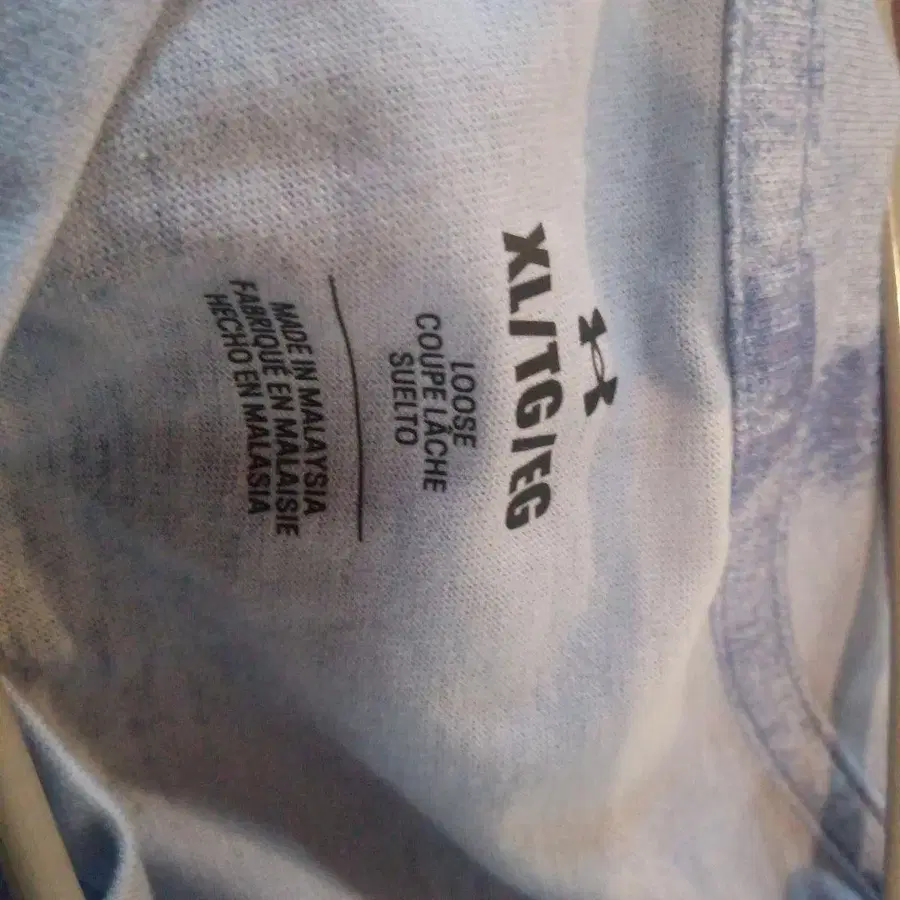 XL/TG/EG
LOOSE
COUPE LÂCHE
SUELTO
MADE IN MALAYSIA
FABRIQUÉ EN MALAISIE
HECHO EN MALASIA